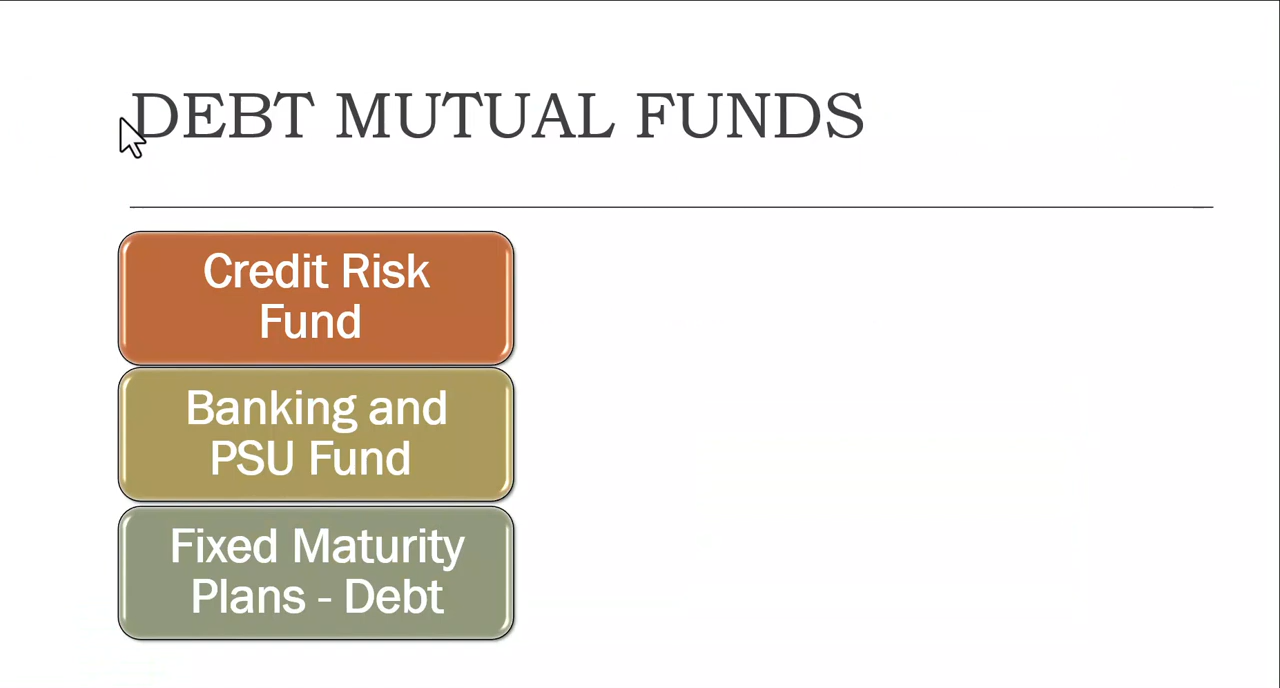 DEBT MUTUAL FUNDS
Credit Risk
Fund
Banking and
PSU Fund
Fixed Maturity
Plans - Debt